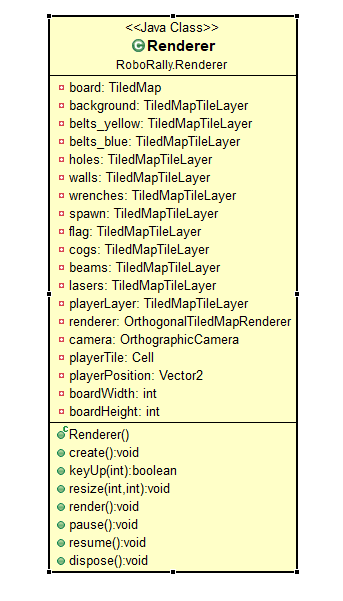 <<Java Class>>
Renderer
RoboRally.Renderer
board: TiledMap
background: TiledMapTileLayer
belts_yellow: TiledMapTileLayer
belts_blue: TiledMapTileLayer
holes: TiledMapTileLayer
walls: TiledMapTileLayer
wrenches: TiledMapTileLayer
spawn: TiledMapTileLayer
flag: TiledMapTileLayer
cogs: TiledMapTileLayer
beams: TiledMapTileLayer
lasers: TiledMapTileLayer
playerLayer: TiledMapTileLayer
renderer: OrthogonalTiledMapRenderer
camera: OrthographicCamera
playerTile: Cell
playerPosition: Vector2
boardWidth: int
boardHeight: int
Renderer()
create():void
keyUp(int):boolean
resize(int,int):void
render():void
pause():void
resume():void
dispose():void